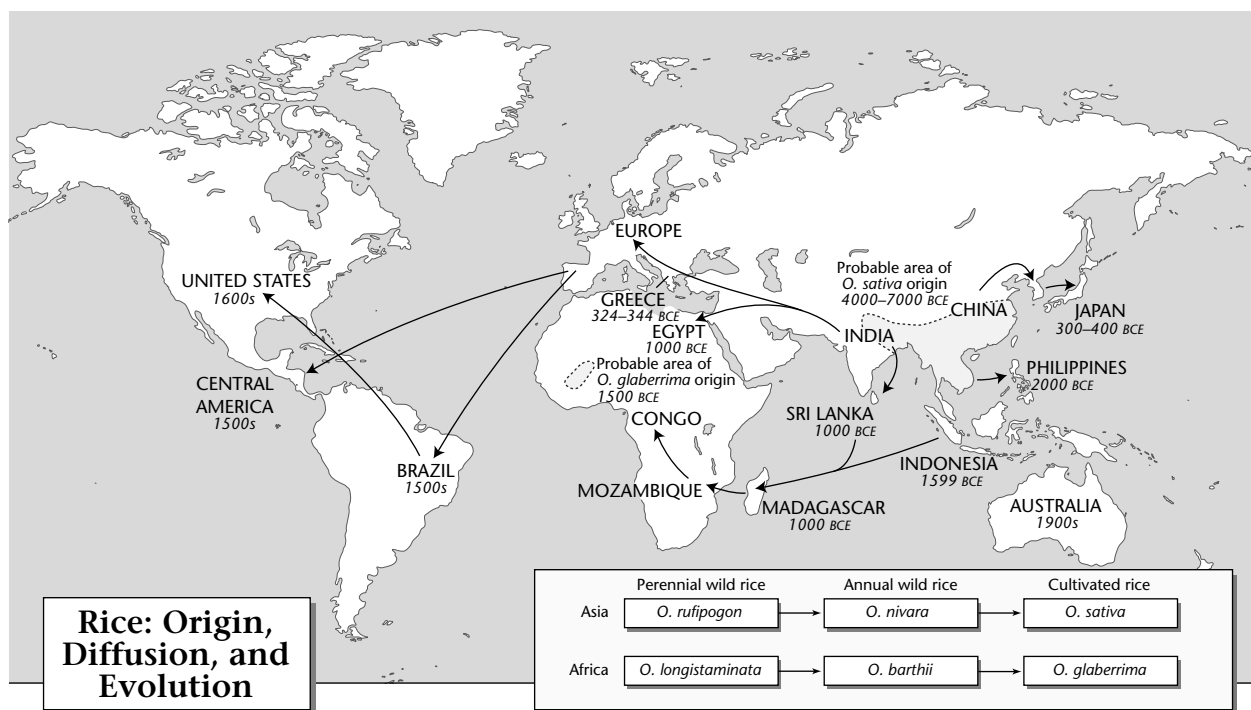 EUROPE
Probable area of
O. sativa origin
4000–7000 BCE
UNITED STATES
1600s
CHINA
GREECE
324–344 BCE
JAPAN
300–400 BCE
EGYPT
1000 BCE
INDIA
Probable area of
O. glaberrima origin
1500 BCE
PHILIPPINES
2000 BCE
CENTRAL
AMERICA
1500s
SRI LANKA
1000 BCE
CONGO
INDONESIA
1599 BCE
BRAZIL
1500s
MOZAMBIQUE
MADAGASCAR
1000 BCE
AUSTRALIA
1900s
Rice: Origin,
Diffusion, and
Evolution
Perennial wild rice Annual wild rice Cultivated rice
Asia O. rufipogon O. nivara O. sativa
Africa O. longistaminata O. barthii O. glaberrima